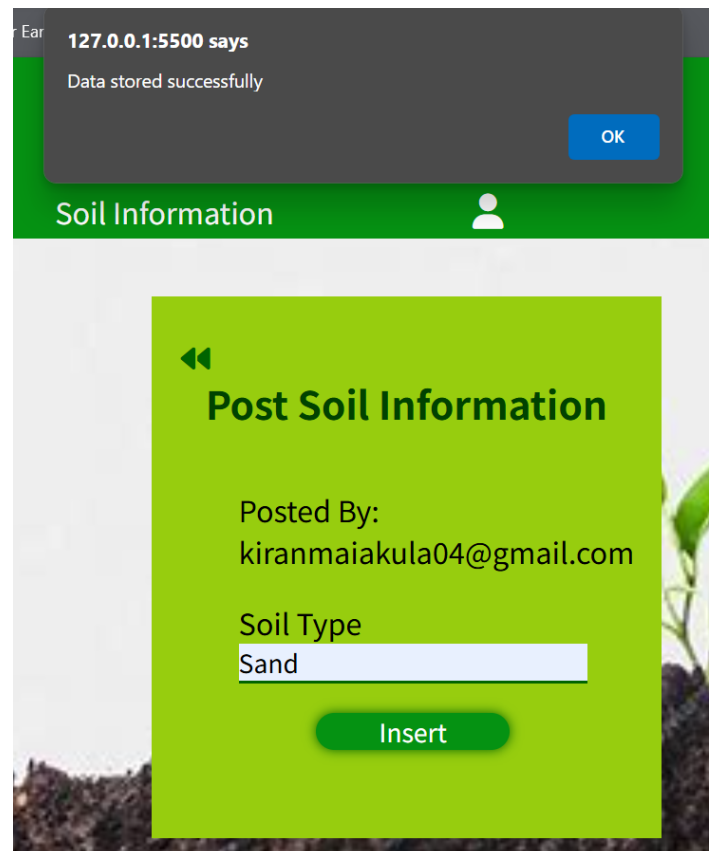 r Ear
127.0.0.1:5500 says
Data stored successfully
OK
Soil Information
Post Soil Information
Posted By:
kiranmaiakula04@gmail.com
Soil Type
Sand
Insert